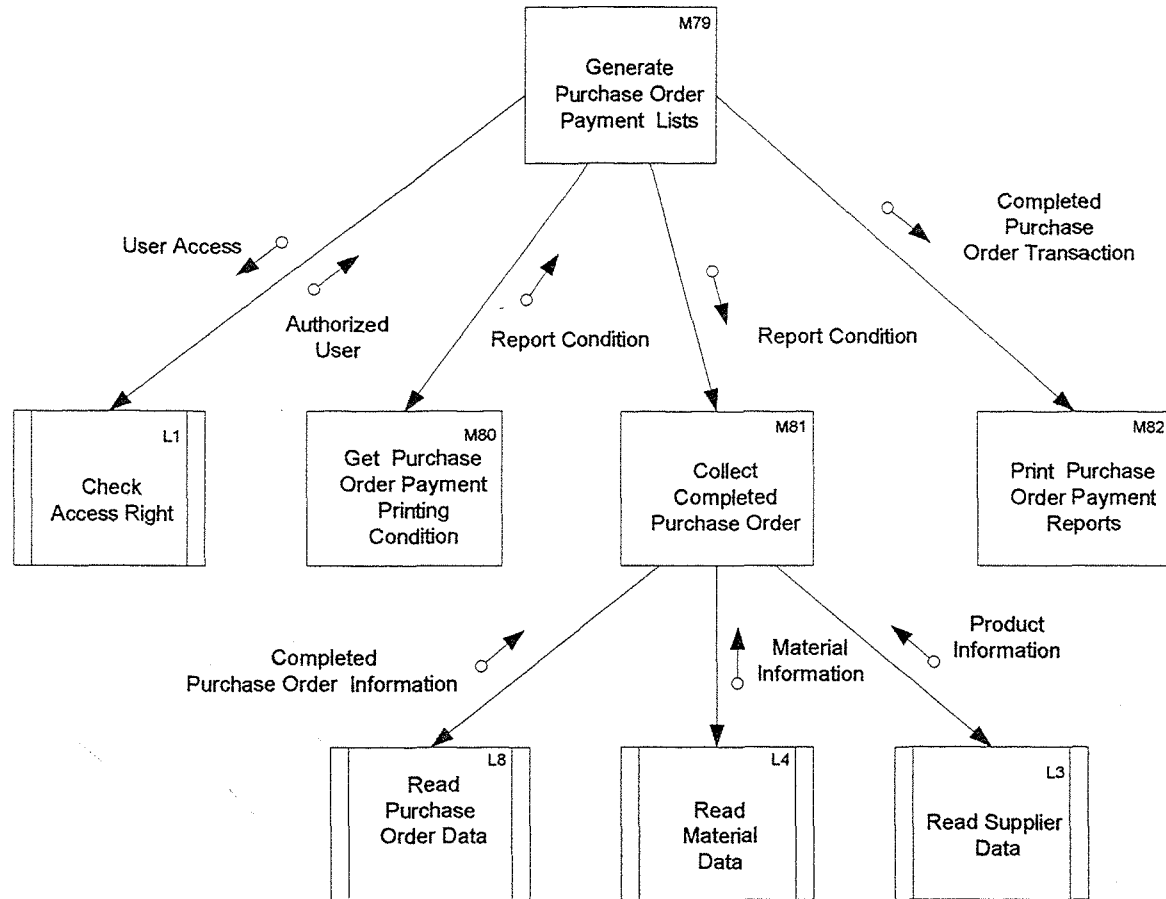 M79
Generate
Purchase Order
Payment Lists
User Access
Authorized
User
Report Condition
Report Condition
Completed
Purchase
Order Transaction
L1
Check
Access Right
M80
Get Purchase
Order Payment
Printing
Condition
M81
Collect
Completed
Purchase Order
M82
Print Purchase
Order Payment
Reports
Completed
Purchase Order Information
Material
Information
Product
Information
L8
Read
Purchase
Order Data
L4
Read
Material
Data
L3
Read Supplier
Data